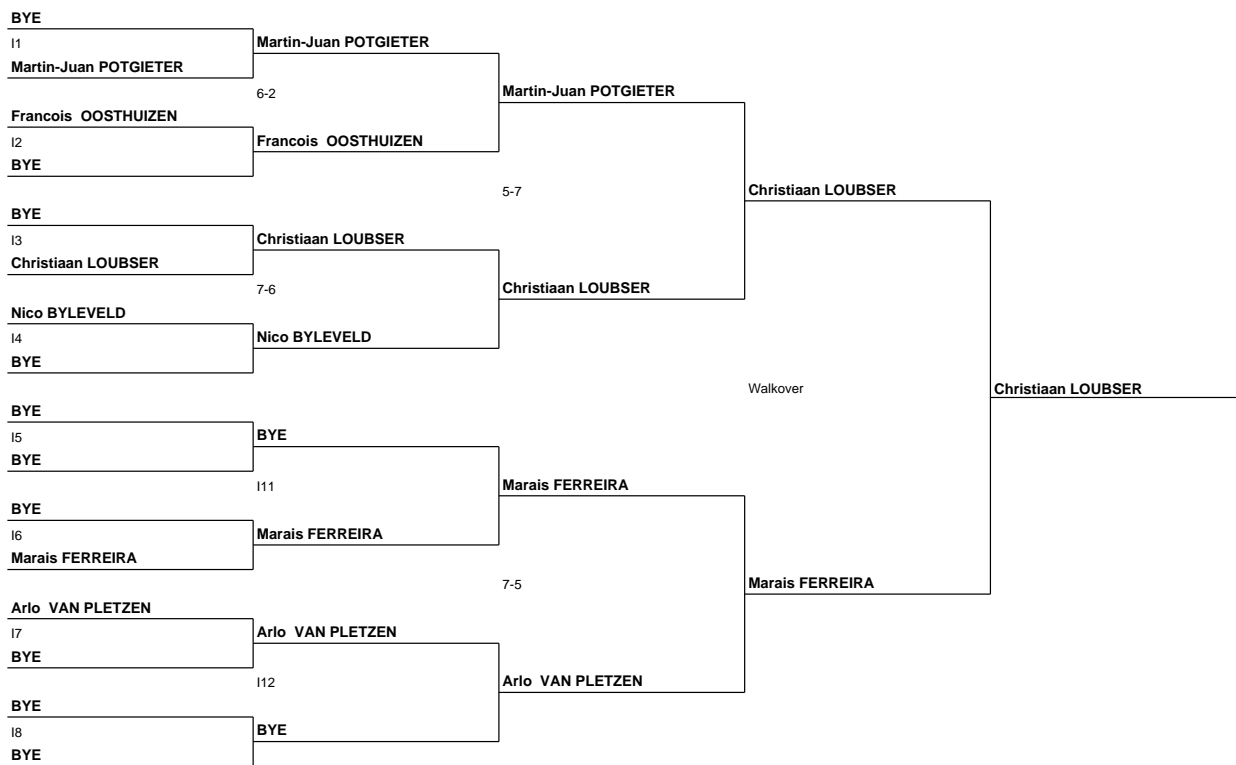 BYE
I1
Martin-Juan POTGIETER
Martin-Juan POTGIETER
6-2
Francois OOSTHUIZEN
I2
Francois OOSTHUIZEN
BYE
Martin-Juan POTGIETER
5-7
BYE
I3
Christiaan LOUBSER
Christiaan LOUBSER
7-6
Nico BYLEVELD
I4
Nico BYLEVELD
BYE
Christiaan LOUBSER
Christiaan LOUBSER
Walkover
Christiaan LOUBSER
BYE
I5
BYE
BYE
I11
BYE
I6
Marais FERREIRA
Marais FERREIRA
Marais FERREIRA
7-5
Marais FERREIRA
Arlo VAN PLETZEN
I7
Arlo VAN PLETZEN
BYE
I12
Arlo VAN PLETZEN
BYE
I8
BYE
BYE